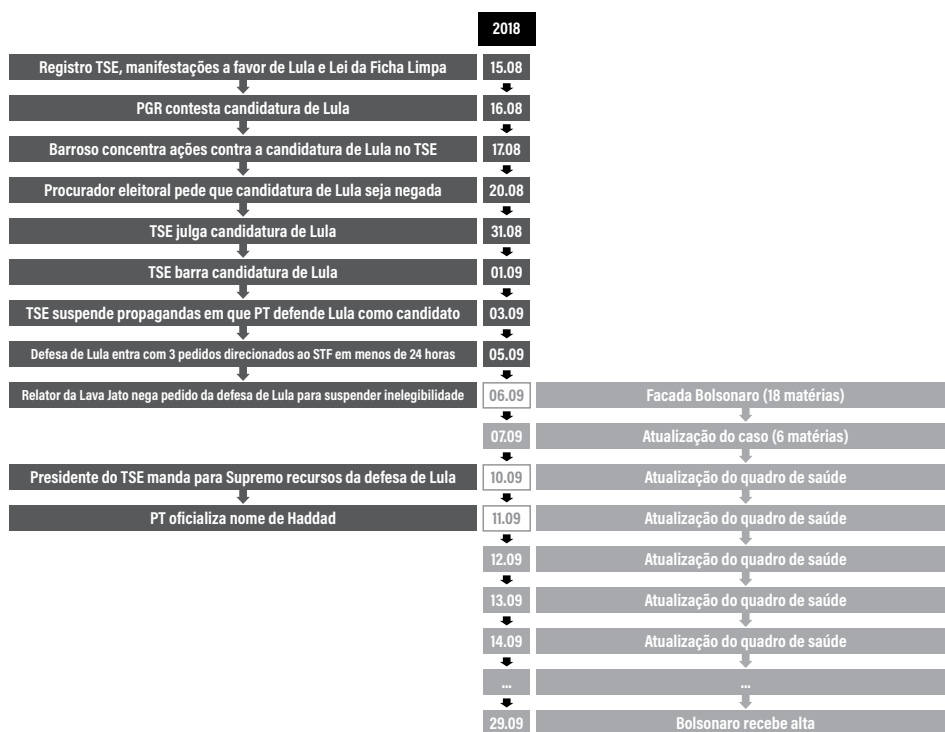 2018
Registro TSE, manifestações a favor de Lula e Lei da Ficha Limpa 15.08
PGR contesta candidatura de Lula 16.08
Barroso concentra ações contra a candidatura de Lula no TSE 17.08
Procurador eleitoral pede que candidatura de Lula seja negada 20.08
TSE julga candidatura de Lula 31.08
TSE barra candidatura de Lula 01.09
TSE suspende propagandas em que PT defende Lula como candidato 03.09
Defesa de Lula entra com 3 pedidos direcionados ao STF em menos de 24 horas 05.09
Relator da Lava Jato nega pedido da defesa de Lula para suspender inelegibilidade 06.09 Facada Bolsonaro (18 matérias)
07.09 Atualização do caso (6 matérias)
Presidente do TSE manda para Supremo recursos da defesa de Lula 10.09 Atualização do quadro de saúde
PT oficializa nome de Haddad 11.09 Atualização do quadro de saúde
12.09 Atualização do quadro de saúde
13.09 Atualização do quadro de saúde
14.09 Atualização do quadro de saúde
... ...
29.09 Bolsonaro recebe alta